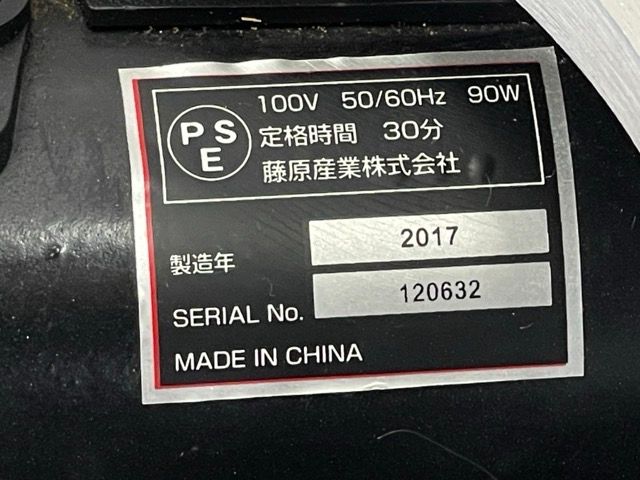 100V 50/60Hz 90W
PSE
定格時間 30分
藤原産業株式会社
製造年 2017
SERIAL No. 120632
MADE IN CHINA